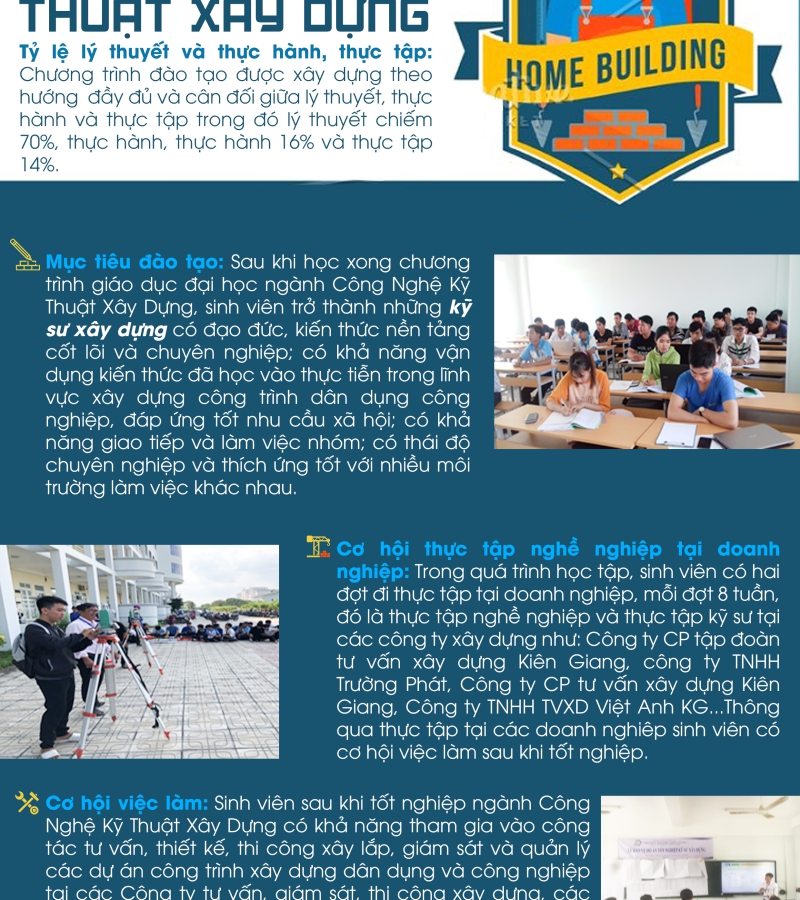 THUẬT XÂY DỰNG
Tỷ lệ lý thuyết và thực hành, thực tập:
Chương trình đào tạo được xây dựng theo
hướng đầy đủ và cân đối giữa lý thuyết, thực
hành và thực tập trong đó lý thuyết chiếm
70%, thực hành, thực hành 16% và thực tập
14%.
HOME BUILDING
Mục tiêu đào tạo: Sau khi học xong chương
trình giáo dục đại học ngành Công Nghệ Kỹ
Thuật Xây Dựng, sinh viên trở thành những kỹ
sư xây dựng có đạo đức, kiến thức nền tảng
cốt lõi và chuyên nghiệp; có khả năng vận
dụng kiến thức đã học vào thực tiễn trong lĩnh
vực xây dựng công trình dân dụng công
nghiệp, đáp ứng tốt nhu cầu xã hội; có khả
năng giao tiếp và làm việc nhóm; có thái độ
chuyên nghiệp và thích ứng tốt với nhiều môi
trường làm việc khác nhau.
Cơ hội thực tập nghề nghiệp tại doanh
nghiệp: Trong quá trình học tập, sinh viên có hai
đợt đi thực tập tại doanh nghiệp, mỗi đợt 8 tuần,
đó là thực tập nghề nghiệp và thực tập kỹ sư tại
các công ty xây dựng như: Công ty CP tập đoàn
tư vấn xây dựng Kiên Giang, công ty TNHH
Trường Phát, Công ty CP tư vấn xây dựng Kiên
Giang, Công ty TNHH TVXD Việt Anh KG...Thông
qua thực tập tại các doanh nghiệp sinh viên có
cơ hội việc làm sau khi tốt nghiệp.
Cơ hội việc làm: Sinh viên sau khi tốt nghiệp ngành Công
Nghệ Kỹ Thuật Xây Dựng có khả năng tham gia vào công
tác tư vấn, thiết kế, thi công xây lắp, giám sát và quản lý
các dự án công trình xây dựng dân dụng và công nghiệp
tại các Công ty tư vấn, giám sát, thi công xây dựng, các